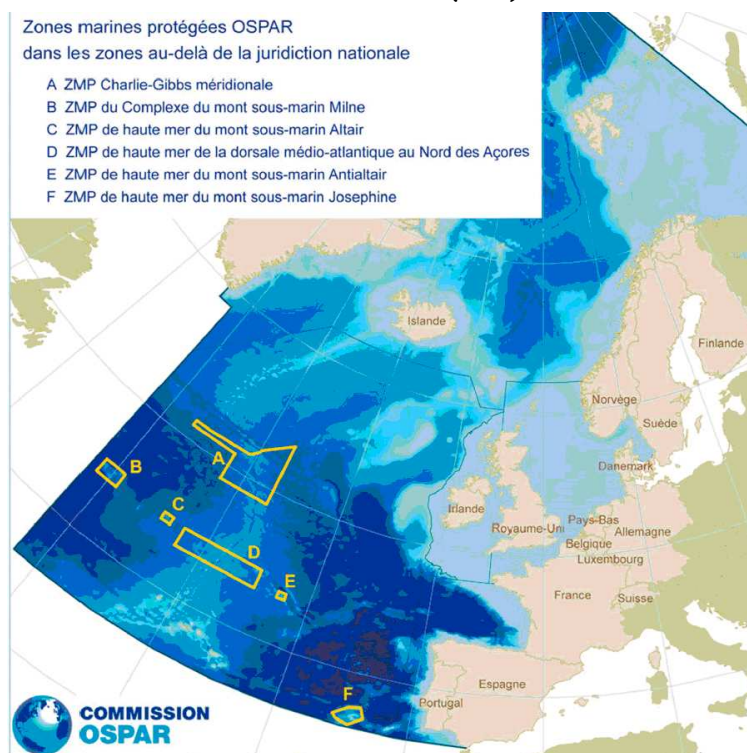 Zones marines protégées OSPAR
dans les zones au-delà de la juridiction nationale
A ZMP Charlie-Gibbs méridionale
B ZMP du Complexe du mont sous-marin Milne
C ZMP de haute mer du mont sous-marin Altair
D ZMP de haute mer de la dorsale médio-atlantique au Nord des Açores
E ZMP de haute mer du mont sous-marin Antialtair
F ZMP de haute mer du mont sous-marin Josephine
Islande
Finlande
Norvège
Suède
A
B
Danemark
Irlande
C
Royaume-Uni
Pays-Bas
Allemagne
Belgique
D
Luxembourg
E
France
Suisse
Espagne
F
Portugal
COMMISSION
OSPAR